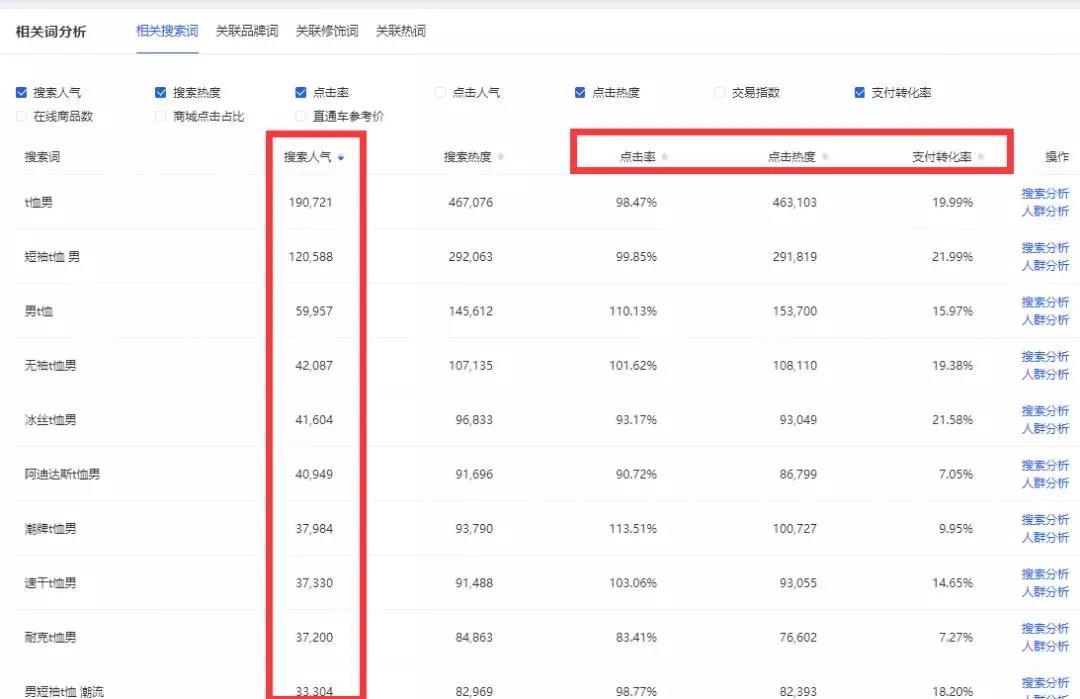 相关词分析 相关搜索词 关联品牌词 关联修饰词 关联热词
搜索人气 搜索热度 点击率 点击人气 点击热度 交易指数 支付转化率
在线商品数 商城点击占比 直通车参考价
搜索词 搜索人气 搜索热度 点击率 点击热度 支付转化率 操作
t恤男 190,721 467,076 98.47% 463,103 19.99% 搜索分析
人群分析
短袖t恤 男 120,588 292,063 99.85% 291,819 21.99% 搜索分析
人群分析
男t恤 59,957 145,612 110.13% 153,700 15.97% 搜索分析
人群分析
无袖t恤男 42,087 107,135 101.62% 108,110 19.38% 搜索分析
人群分析
冰丝t恤男 41,604 96,833 93.17% 93,049 21.58% 搜索分析
人群分析
阿迪达斯t恤男 40,949 91,696 90.72% 86,799 7.05% 搜索分析
人群分析
潮牌t恤男 37,984 93,790 113.51% 100,727 9.95% 搜索分析
人群分析
速干t恤男 37,330 91,488 103.06% 93,055 14.65% 搜索分析
人群分析
耐克t恤男 37,200 84,863 83.41% 76,602 7.27% 搜索分析
人群分析
男短袖t恤 潮流 33,304 82,969 98.77% 82,393 18.20% 搜索分析